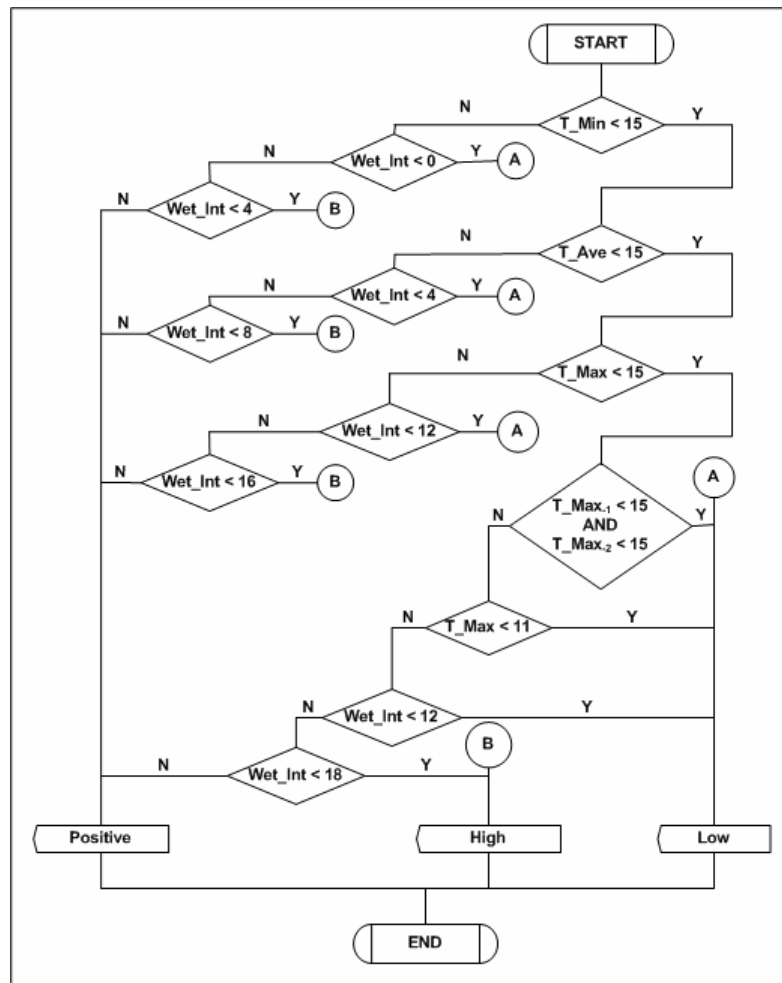 START
N
T_Min < 15
Y
N
Wet_Int < 0
Y
A
N
Wet_Int < 4
Y
B
N
T_Ave < 15
Y
N
Wet_Int < 4
Y
A
N
Wet_Int < 8
Y
B
N
T_Max < 15
Y
N
Wet_Int < 12
Y
A
N
Wet_Int < 16
Y
B
A
N
T_Max-1 < 15
AND
T_Max-2 < 15
Y
N
T_Max < 11
Y
N
Wet_Int < 12
Y
B
N
Wet_Int < 18
Y
Positive
High
Low
END